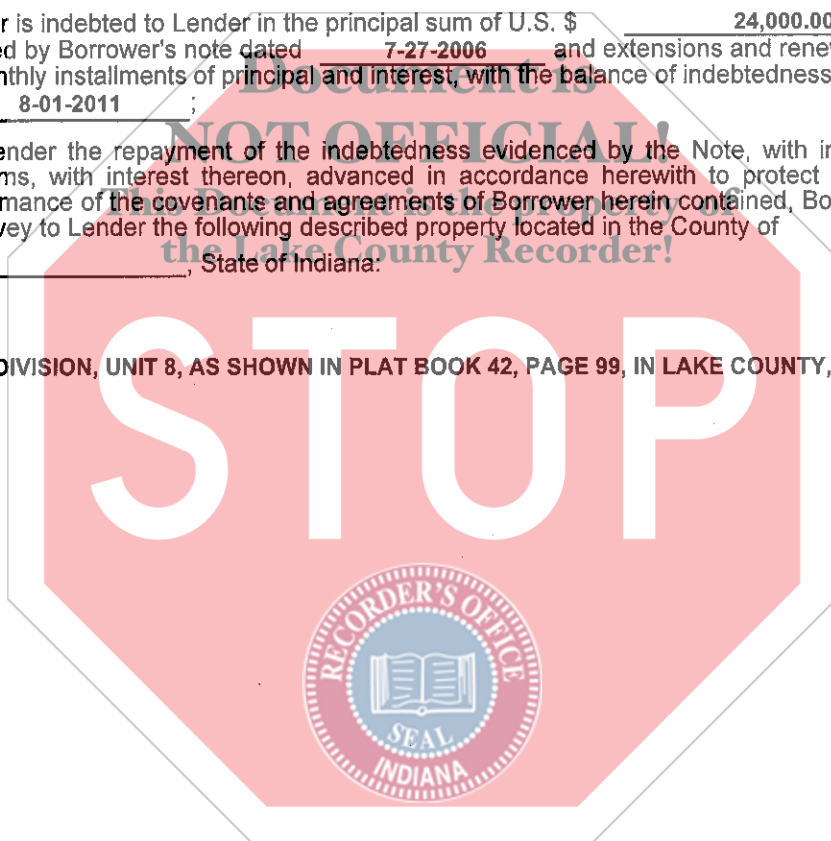 r is indebted to Lender in the principal sum of U.S. $ 24,000.00
ed by Borrower's note dated 7-27-2006 and extensions and renew
nthly installments of principal and interest, with the balance of indebtedness,
8-01-2011 ;
Document is
NOT OFFICIAL!
This Document is the property of
the Lake County Recorder!
ender the repayment of the indebtedness evidenced by the Note, with in
ms, with interest thereon, advanced in accordance herewith to protect
mance of the covenants and agreements of Borrower herein contained, Bo
vey to Lender the following described property located in the County of
, State of Indiana:
DIVISION, UNIT 8, AS SHOWN IN PLAT BOOK 42, PAGE 99, IN LAKE COUNTY,
STOP
RECORDER'S OFFICE
SEAL
INDIANA